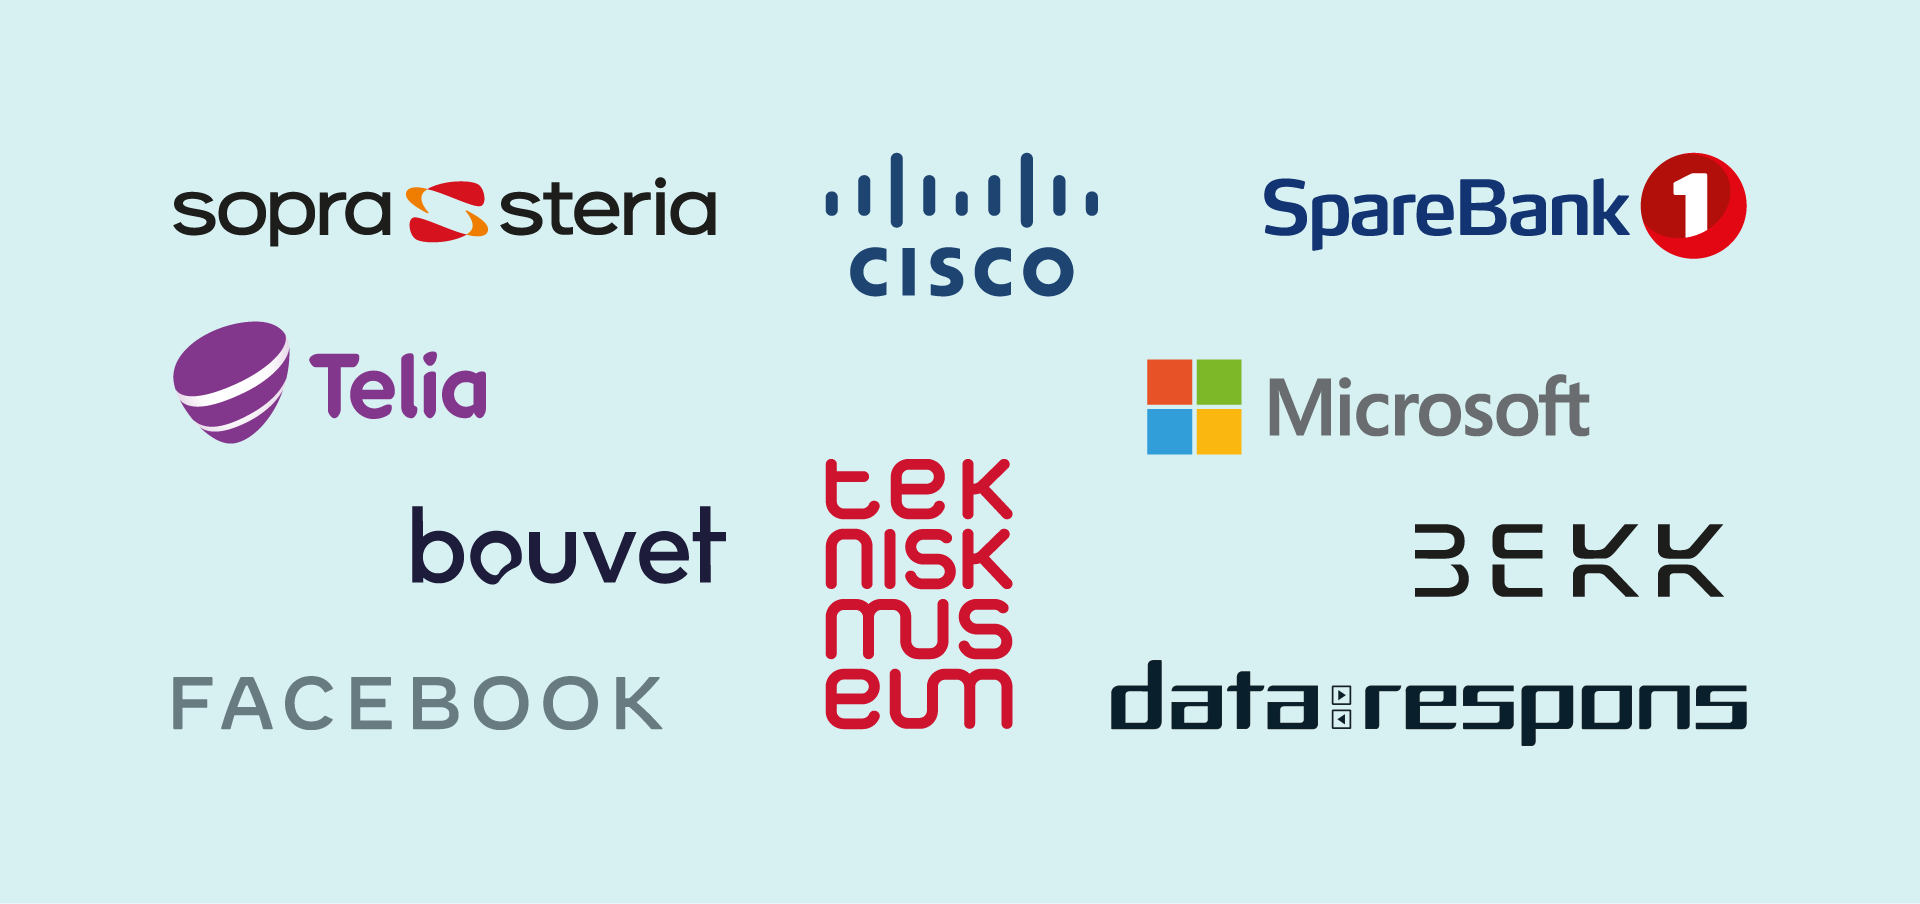 sopra steria
CISCO
SpareBank 1
Telia
Microsoft
tek
nisk
mus
eum
bouvet
BEKK
FACEBOOK
data respons